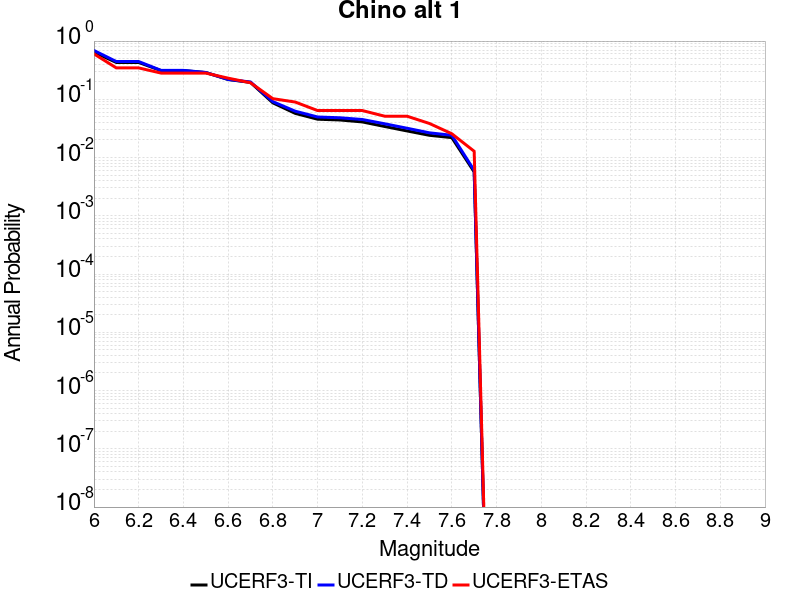 Chino alt 1
10^0
10^-1
10^-2
10^-3
10^-4
10^-5
10^-6
10^-7
10^-8
Annual Probability
6 6.2 6.4 6.6 6.8 7 7.2 7.4 7.6 7.8 8 8.2 8.4 8.6 8.8 9
Magnitude
UCERF3-TI UCERF3-TD UCERF3-ETAS